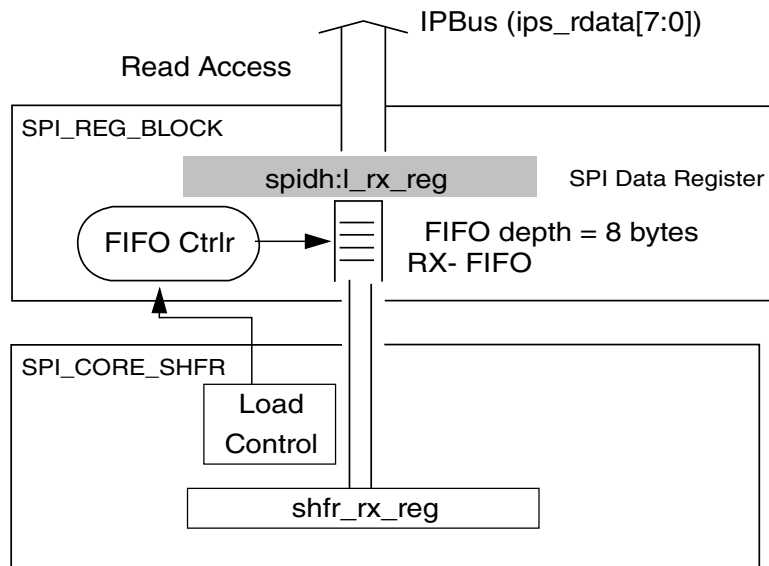 IPBus (ips_rdata[7:0])
Read Access
SPI_REG_BLOCK
spidh:l_rx_reg
SPI Data Register
FIFO Ctrlr
FIFO depth = 8 bytes
RX- FIFO
SPI_CORE_SHFR
Load
Control
shfr_rx_reg